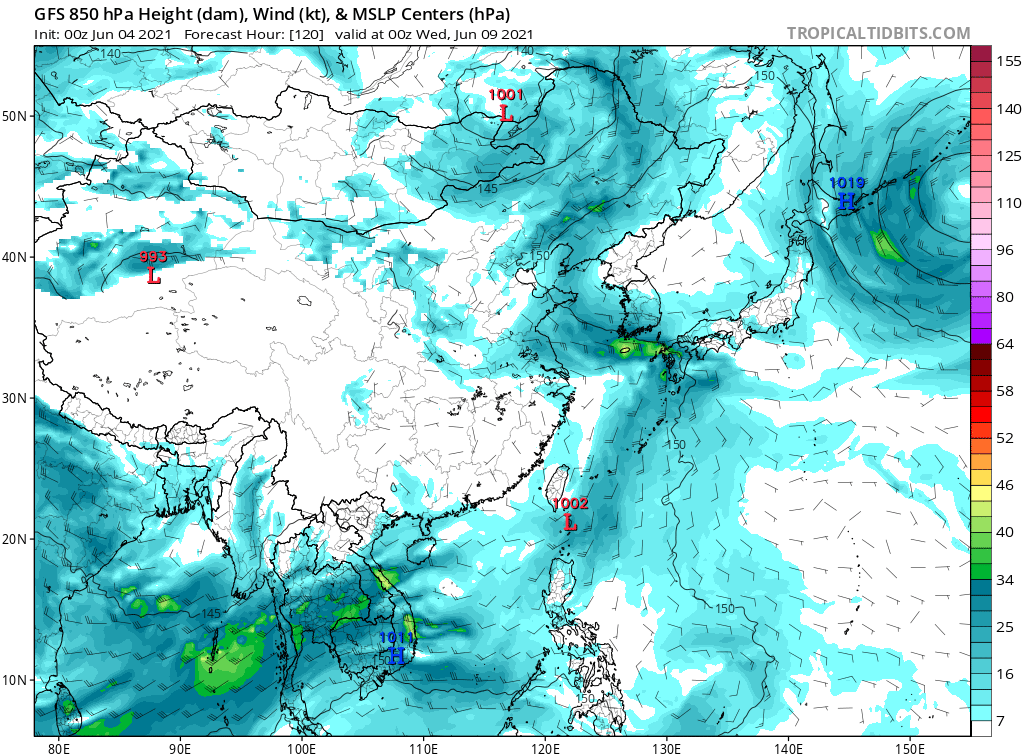 GFS 850 hPa Height (dam), Wind (kt), & MSLP Centers (hPa)
Init: 00z Jun 04 2021 Forecast Hour: [120] valid at 00z Wed, Jun 09 2021 TROPICALTIDBITS.COM
140
140
150
155
1001
L
50N
140
145
125
1019
H
110
150
150
96
40N
993
L
80
64
58
30N
52
150
46
1002
L
40
20N
34
145
150
25
1011
H
150
16
10N
150
7
80E 90E 100E 110E 120E 130E 140E 150E